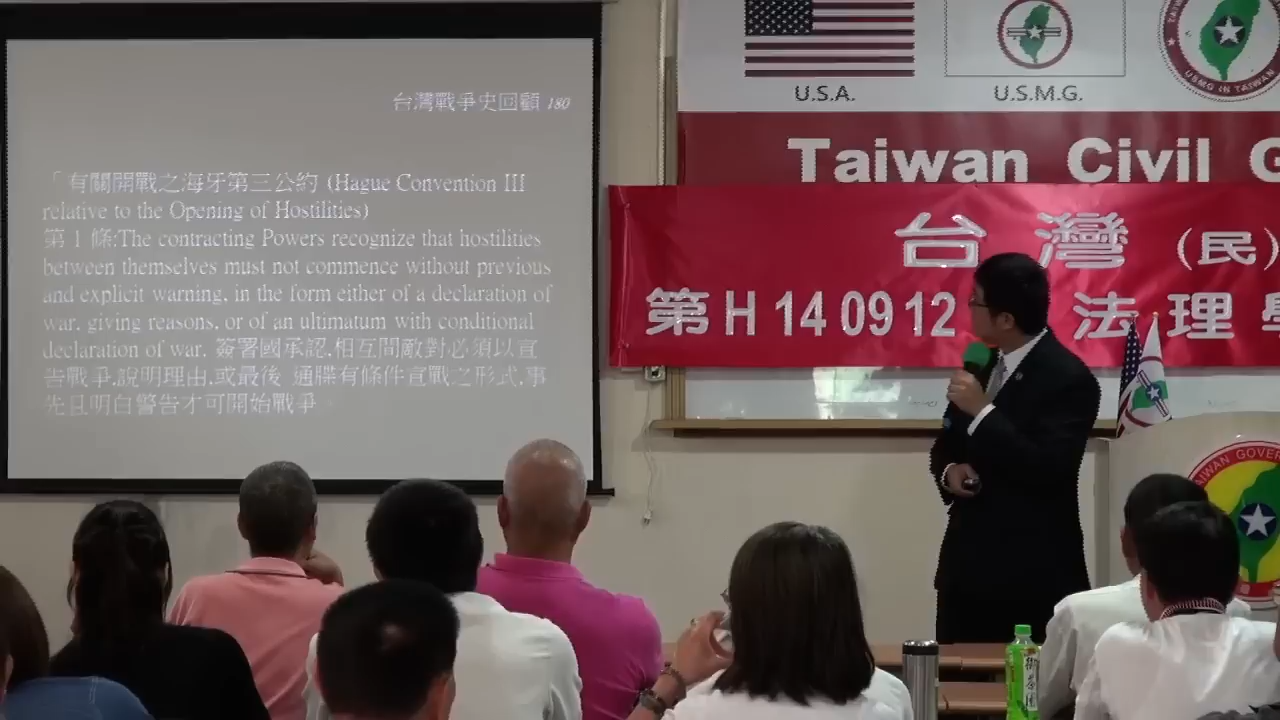 台灣戰爭史回顧 180
「有關開戰之海牙第三公約 (Hague Convention III
relative to the Opening of Hostilities)
第 1 條:The contracting Powers recognize that hostilities
between themselves must not commence without previous
and explicit warning, in the form either of a declaration of
war, giving reasons, or of an ultimatum with conditional
declaration of war. 簽署國承認,相互間敵對必須以宣
告戰爭,說明理由,或最後 通牒有條件宣戰之形式,事
先且明白警告才可開始戰爭。
U.S.A.
U.S.M.G.
USMG IN TAIWAN
Taiwan Civil G
台 灣 (民)
第H 14 09 12
法 理 學
TAIWAN GOVER